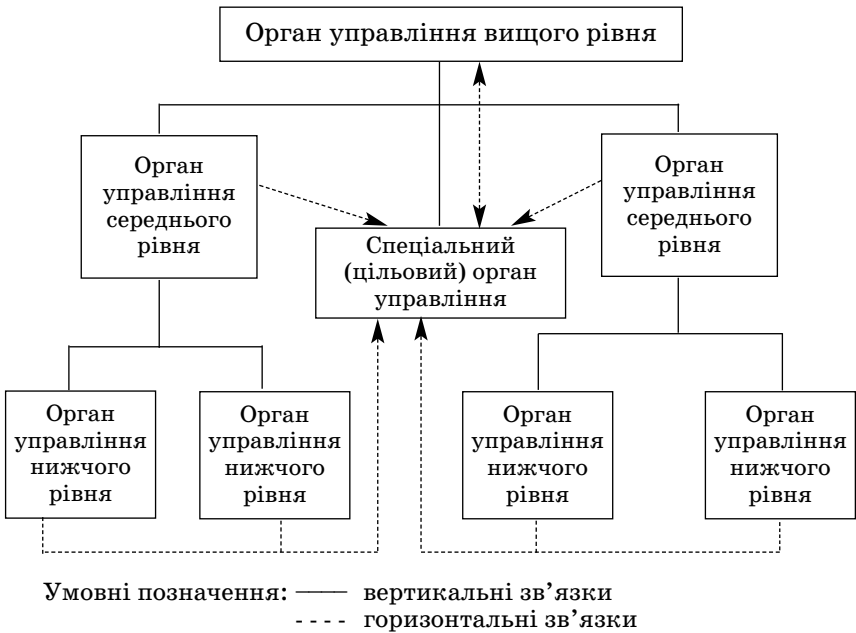 Орган управління вищого рівня
Орган
управління
середнього
рівня
Орган
управління
середнього
рівня
Спеціальний
(цільовий) орган
управління
Орган
управління
нижчого
рівня
Орган
управління
нижчого
рівня
Орган
управління
нижчого
рівня
Орган
управління
нижчого
рівня
Умовні позначення: —— вертикальні зв’язки
---- горизонтальні зв’язки